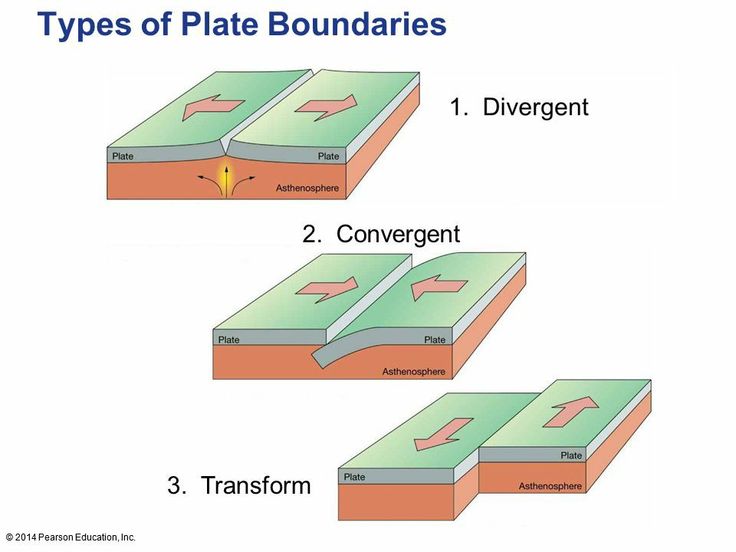 Types of Plate Boundaries
1. Divergent
Plate
Plate
Asthenosphere
2. Convergent
Plate
Plate
Asthenosphere
3. Transform
Plate
Plate
Asthenosphere
© 2014 Pearson Education, Inc.